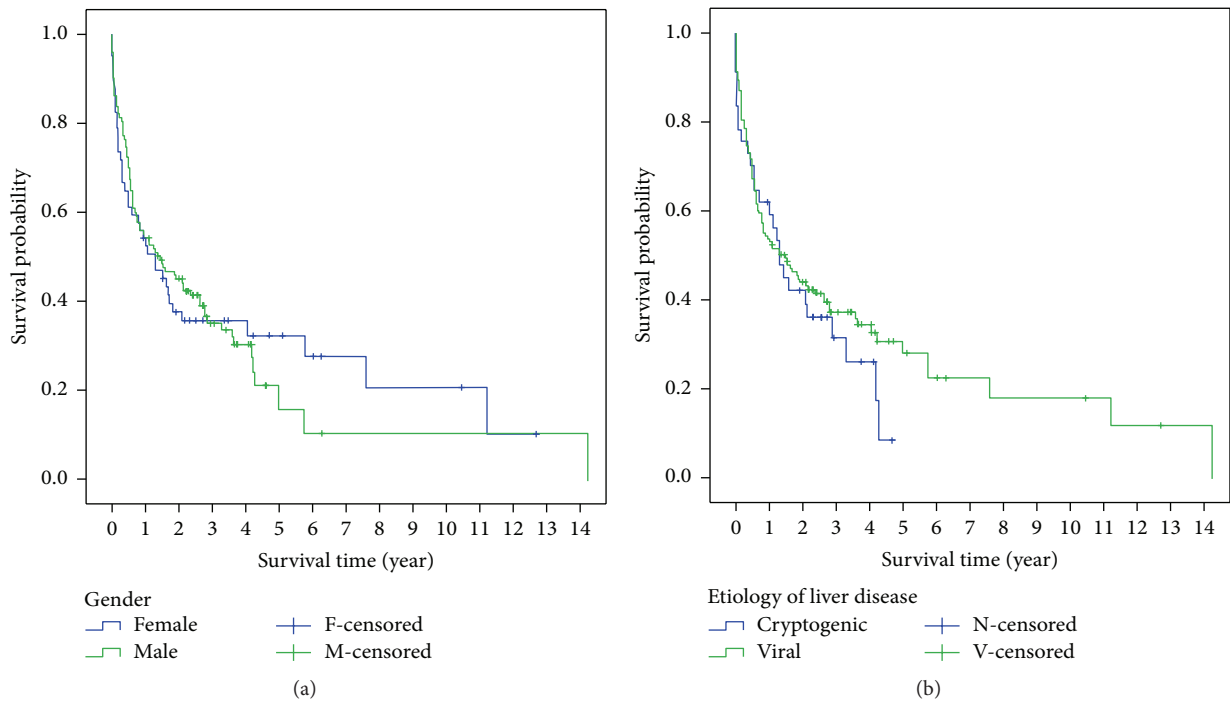 1.0
0.8
0.6
0.4
0.2
0.0
Survival probability
0 1 2 3 4 5 6 7 8 9 10 11 12 13 14
Survival time (year)
Gender
Female F-censored
Male M-censored
(a)
1.0
0.8
0.6
0.4
0.2
0.0
Survival probability
0 1 2 3 4 5 6 7 8 9 10 11 12 13 14
Survival time (year)
Etiology of liver disease
Cryptogenic N-censored
Viral V-censored
(b)